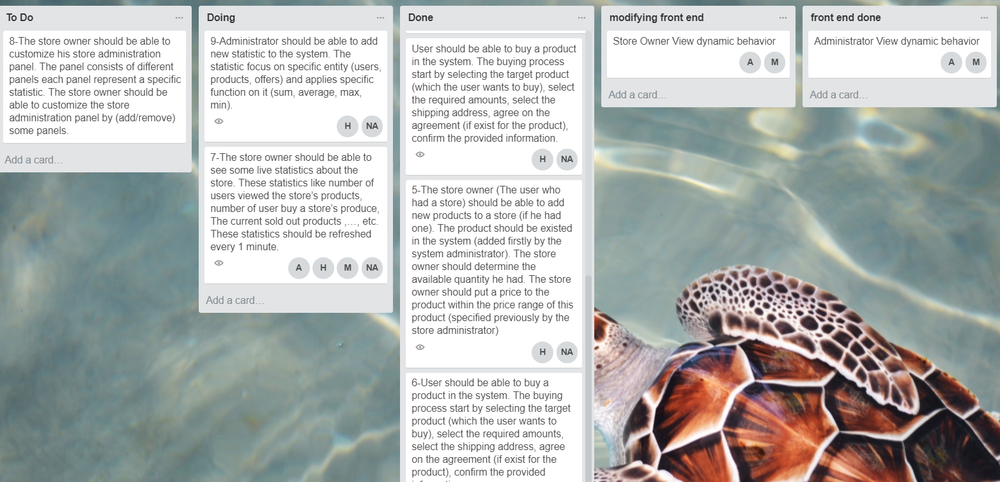 To Do
8-The store owner should be able to
customize his store administration
panel. The panel consists of different
panels each panel represent a specific
statistic. The store owner should be
able to customize the store
administration panel by (add/remove)
some panels.
Add a card…
Doing
9-Administrator should be able to add
new statistic to the system. The
statistic focus on specific entity (users,
products, offers) and applies specific
function on it (sum, average, max,
min).
H NA
7-The store owner should be able to
see some live statistics about the
store. These statistics like number of
users viewed the store's products,
number of user buy a store's produce,
The current sold out products ,…, etc.
These statistics should be refreshed
every 1 minute.
A H M NA
Add a card…
Done
User should be able to buy a product
in the system. The buying process
start by selecting the target product
(which the user wants to buy), select
the required amounts, select the
shipping address, agree on the
agreement (if exist for the product),
confirm the provided information.
H NA
5-The store owner (The user who
had a store) should be able to add
new products to a store (if he had
one). The product should be existed
in the system (added firstly by the
system administrator). The store
owner should determine the
available quantity he had. The store
owner should put a price to the
product within the price range of this
product (specified previously by the
store administrator)
H NA
6-User should be able to buy a
product in the system. The buying
process start by selecting the target
product (which the user wants to
buy), select the required amounts,
select the shipping address, agree
on the agreement (if exist for the
product), confirm the provided
modifying front end
Store Owner View dynamic behavior
A M
Add a card…
front end done
Administrator View dynamic behavior
A M
Add a card…